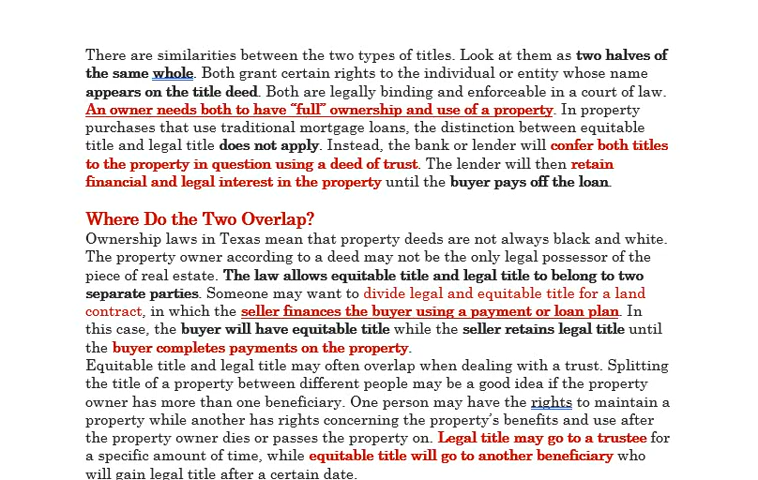 There are similarities between the two types of titles. Look at them as two halves of
the same whole. Both grant certain rights to the individual or entity whose name
appears on the title deed. Both are legally binding and enforceable in a court of law.
An owner needs both to have “full” ownership and use of a property. In property
purchases that use traditional mortgage loans, the distinction between equitable
title and legal title does not apply. Instead, the bank or lender will confer both titles
to the property in question using a deed of trust. The lender will then retain
financial and legal interest in the property until the buyer pays off the loan.
Where Do the Two Overlap?
Ownership laws in Texas mean that property deeds are not always black and white.
The property owner according to a deed may not be the only legal possessor of the
piece of real estate. The law allows equitable title and legal title to belong to two
separate parties. Someone may want to divide legal and equitable title for a land
contract, in which the seller finances the buyer using a payment or loan plan. In
this case, the buyer will have equitable title while the seller retains legal title until
the buyer completes payments on the property.
Equitable title and legal title may often overlap when dealing with a trust. Splitting
the title of a property between different people may be a good idea if the property
owner has more than one beneficiary. One person may have the rights to maintain a
property while another has rights concerning the property’s benefits and use after
the property owner dies or passes the property on. Legal title may go to a trustee for
a specific amount of time, while equitable title will go to another beneficiary who
will gain legal title after a certain date.